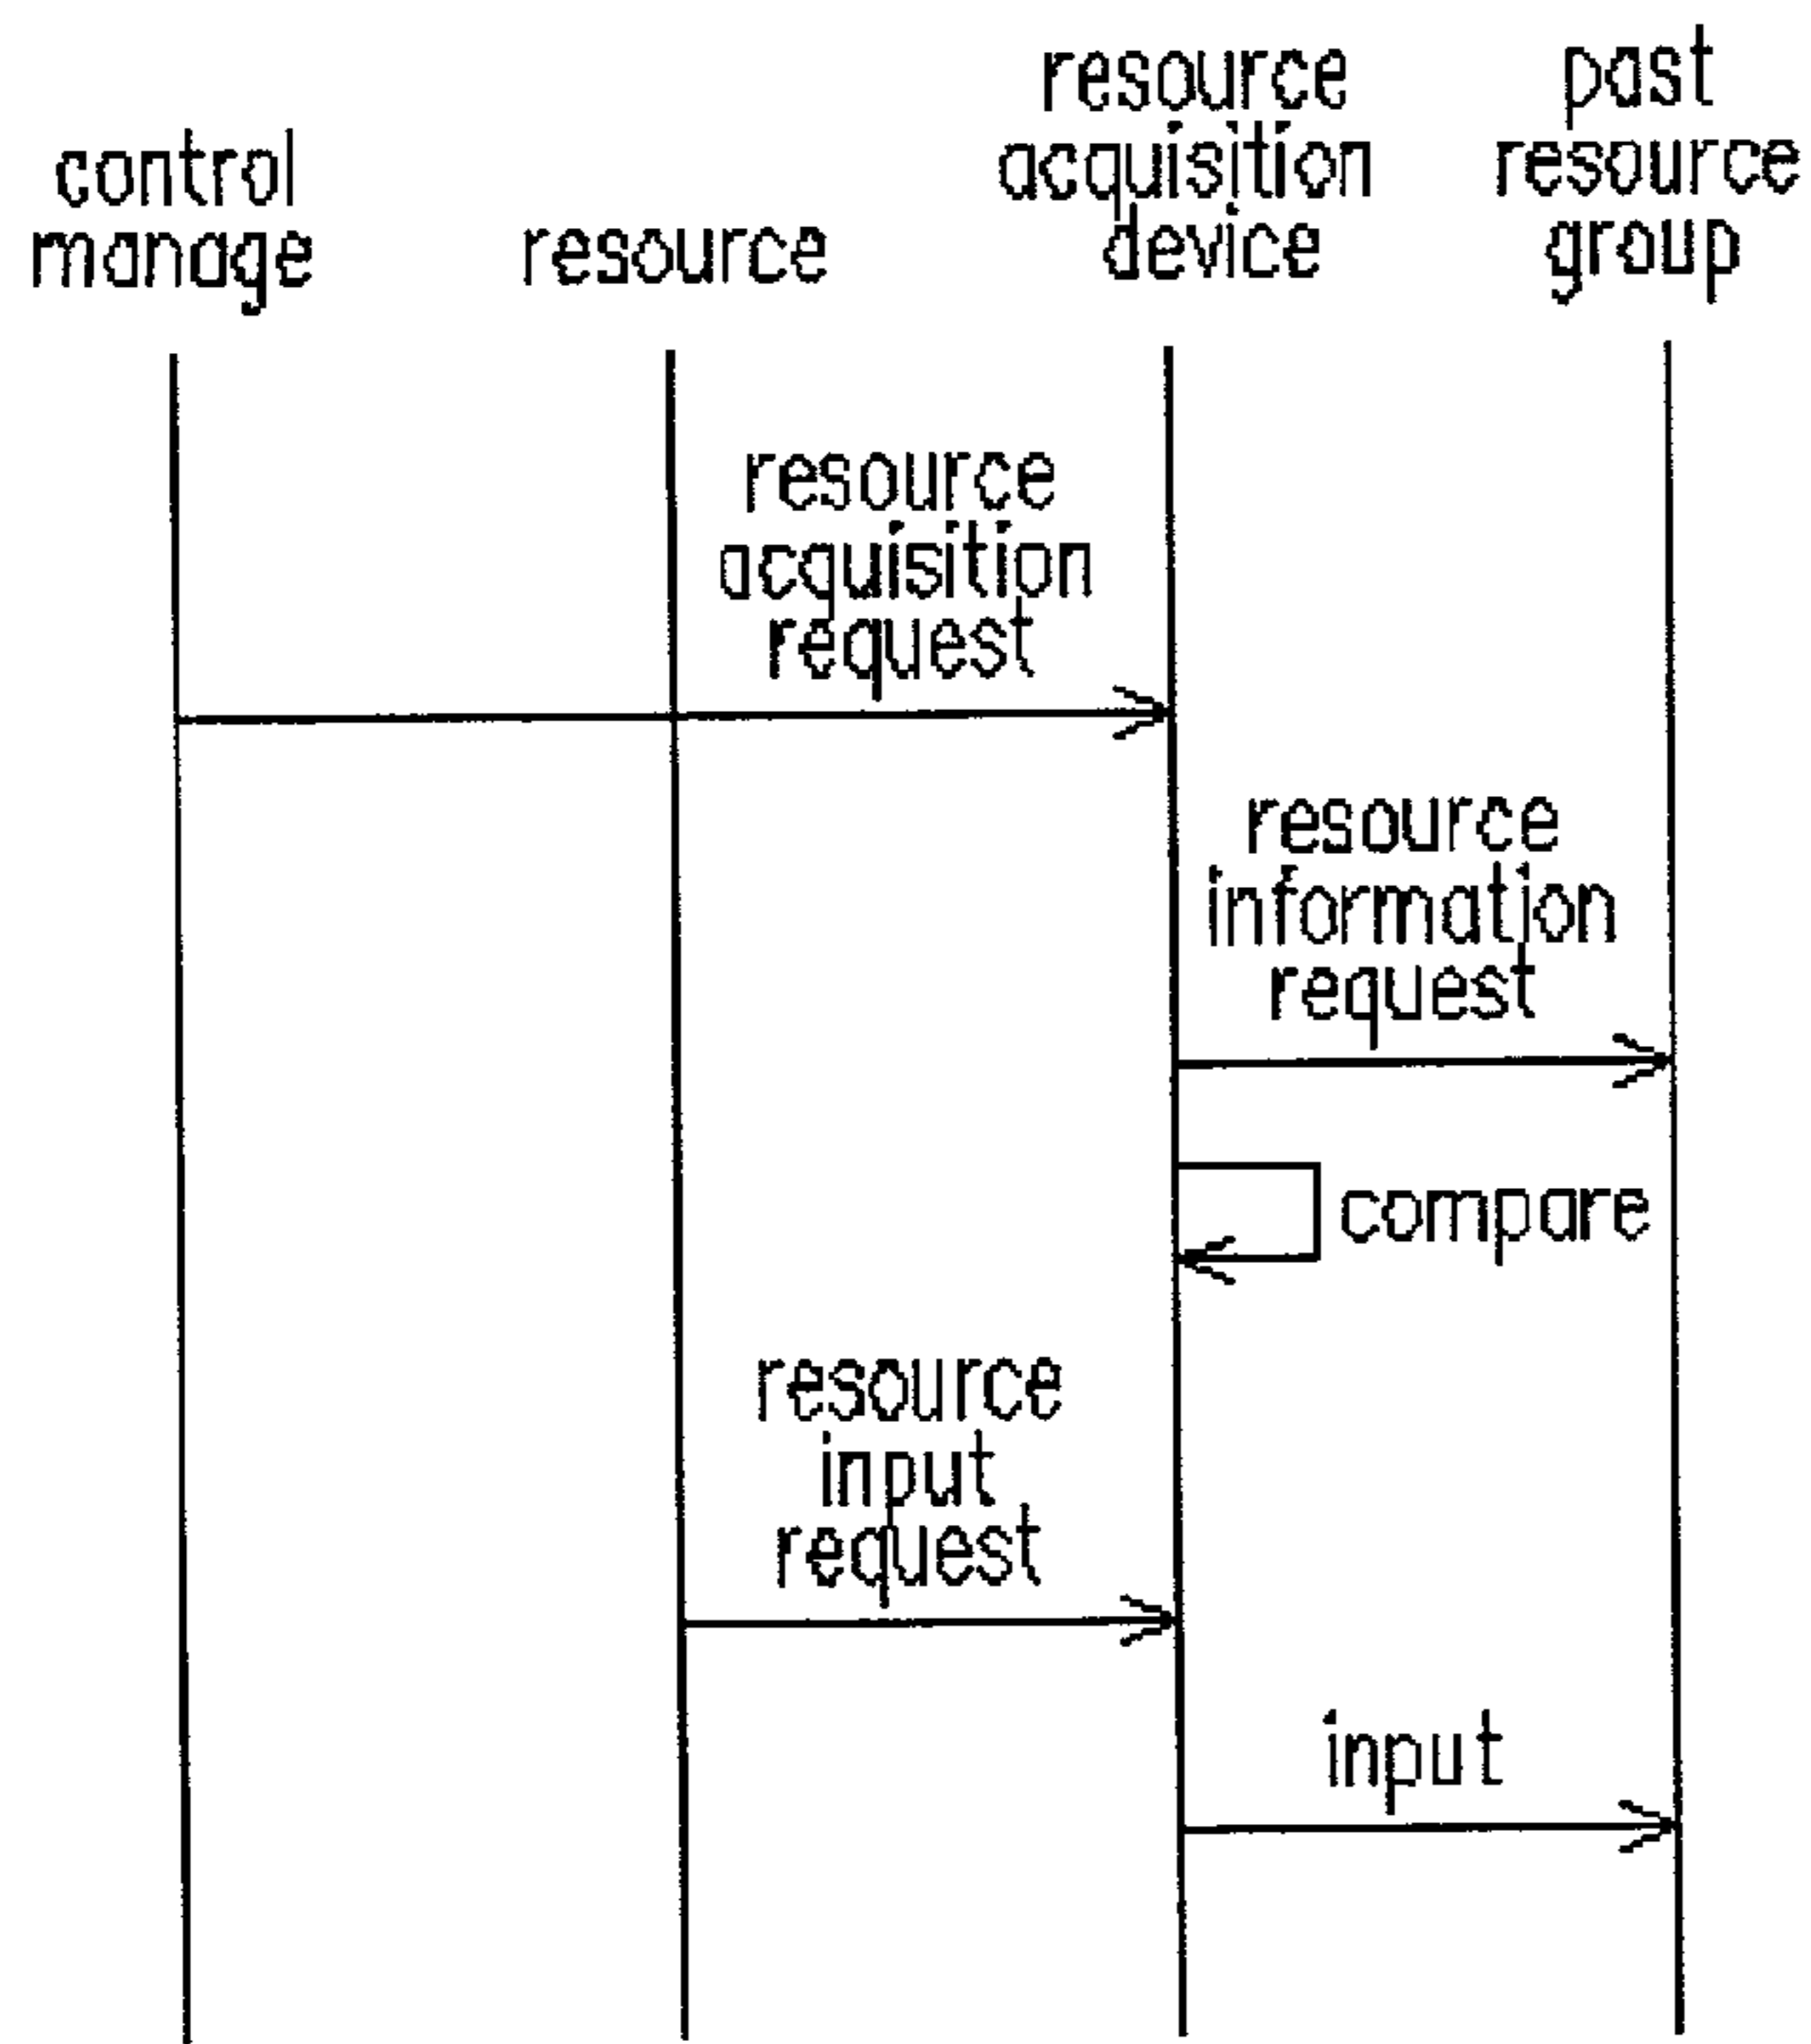 control
manage
resource
resource
acquisition
device
past
resource
group
resource
acquisition
request
resource
information
request
compare
resource
input
request
input